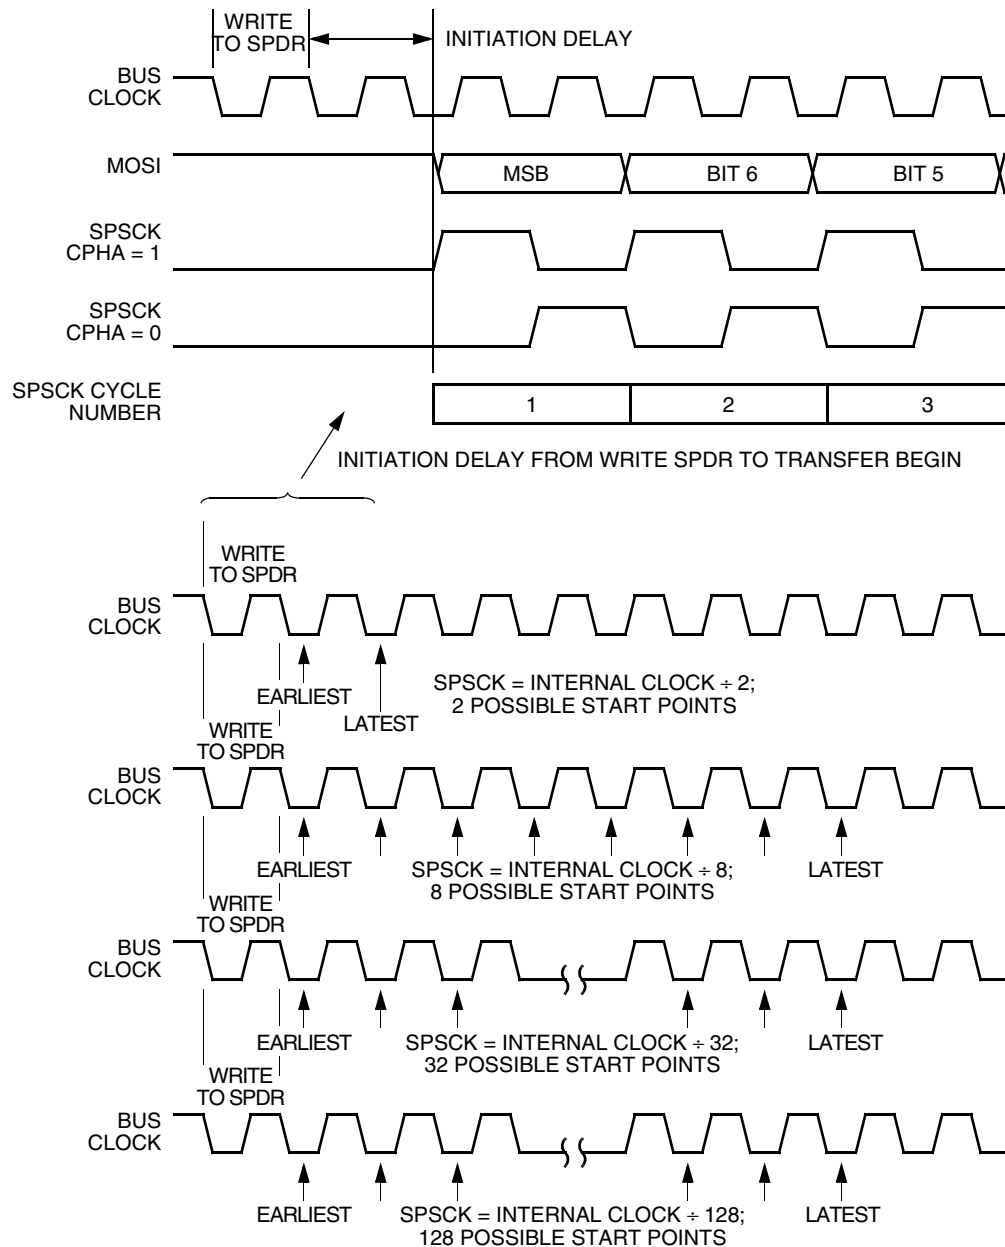 WRITE
TO SPDR
INITIATION DELAY
BUS
CLOCK
MOSI
MSB
BIT 6
BIT 5
SPSCK
CPHA = 1
SPSCK
CPHA = 0
SPSCK CYCLE
NUMBER
1
2
3
INITIATION DELAY FROM WRITE SPDR TO TRANSFER BEGIN
WRITE
TO SPDR
BUS
CLOCK
EARLIEST
LATEST
SPSCK = INTERNAL CLOCK ÷ 2;
2 POSSIBLE START POINTS
WRITE
TO SPDR
BUS
CLOCK
EARLIEST
SPSCK = INTERNAL CLOCK ÷ 8;
8 POSSIBLE START POINTS
LATEST
WRITE
TO SPDR
BUS
CLOCK
EARLIEST
SPSCK = INTERNAL CLOCK ÷ 32;
32 POSSIBLE START POINTS
LATEST
WRITE
TO SPDR
BUS
CLOCK
EARLIEST
SPSCK = INTERNAL CLOCK ÷ 128;
128 POSSIBLE START POINTS
LATEST